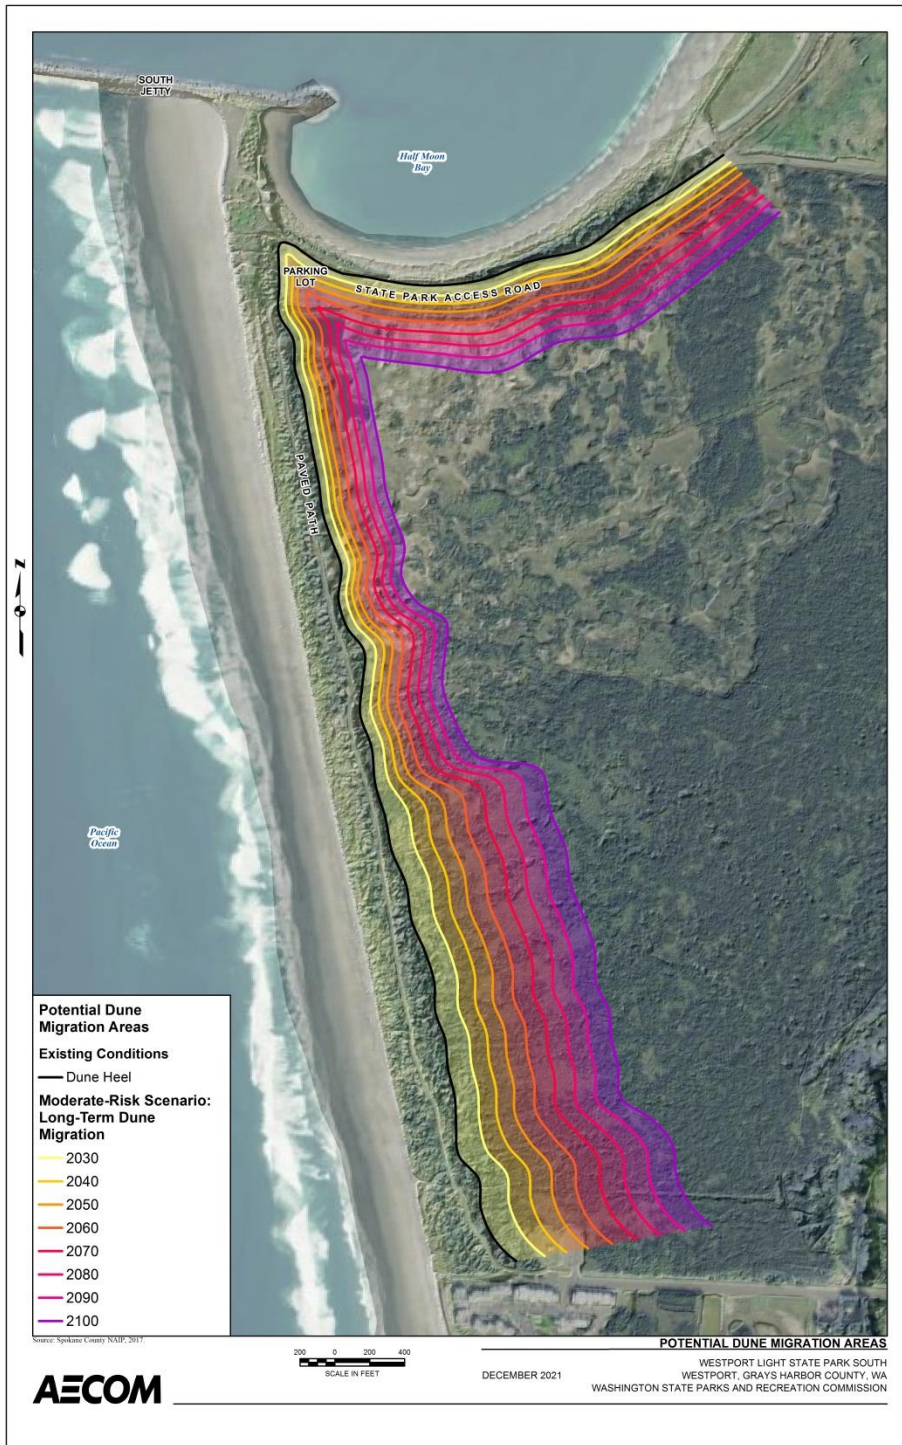 SOUTH
JETTY
Half Moon
Bay
PARKING
LOT
STATE PARK ACCESS ROAD
PAVED PATH
Z
Pacific
Ocean
Potential Dune
Migration Areas
Existing Conditions
Dune Heel
Moderate-Risk Scenario:
Long-Term Dune
Migration
2030
2040
2050
2060
2070
2080
2090
2100
Source: Spokane County NAIP, 2017.
200 0 200 400
SCALE IN FEET
POTENTIAL DUNE MIGRATION AREAS
DECEMBER 2021
WESTPORT LIGHT STATE PARK SOUTH
WESTPORT, GRAYS HARBOR COUNTY, WA
WASHINGTON STATE PARKS AND RECREATION COMMISSION
AECOM